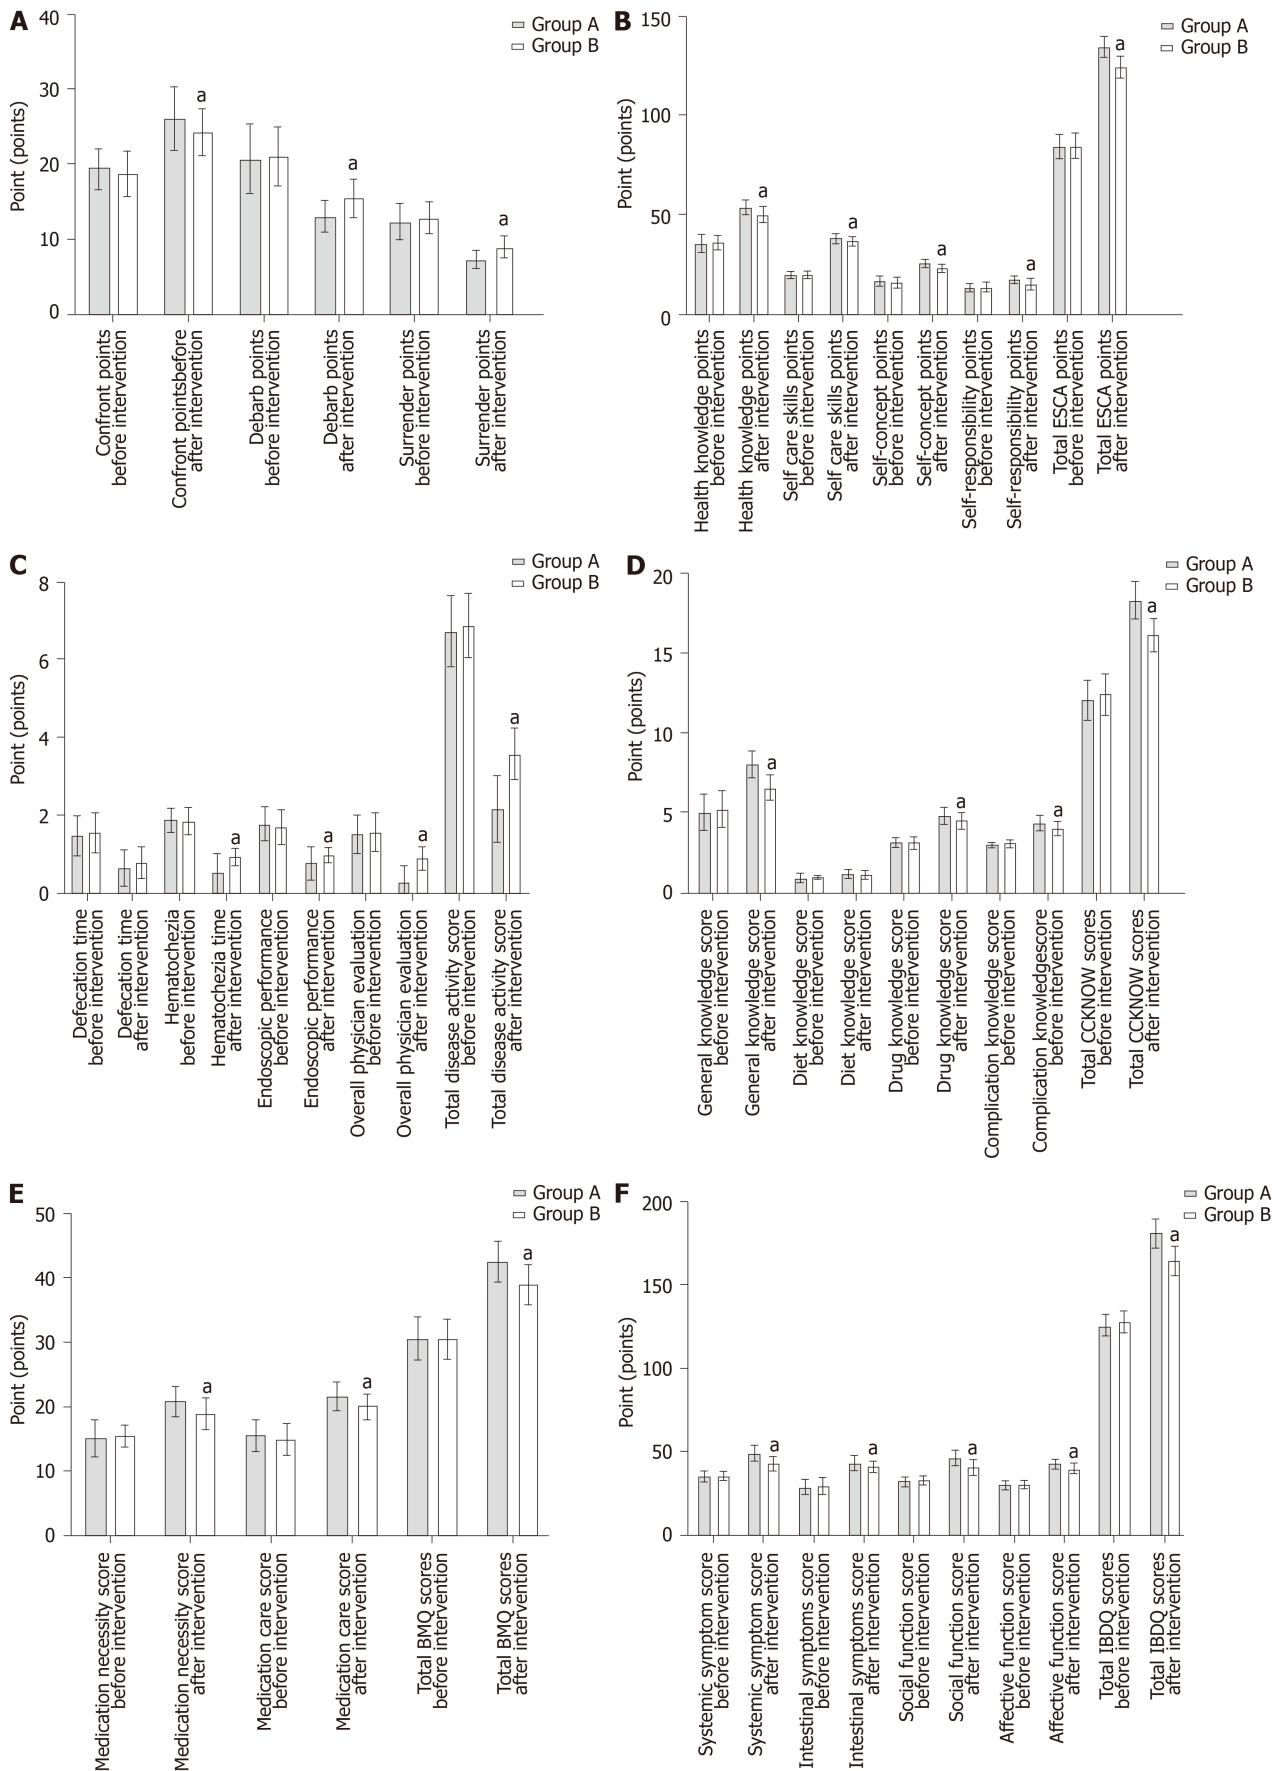 A
Group A
Group B
Point (points)
40
30
20
10
0
a
a
a
Confront points
before intervention
Confront pointsbefore
after intervention
Debarb points
before intervention
Debarb points
after intervention
Surrender points
before intervention
Surrender points
after intervention
B
Group A
Group B
Point (points)
150
100
50
0
a
a
a
a
a
Health knowledge points
before intervention
Health knowledge points
after intervention
Self care skills points
before intervention
Self care skills points
after intervention
Self-concept points
before intervention
Self-concept points
after intervention
Self-responsibility points
before intervention
Self-responsibility points
after intervention
Total ESCA points
before intervention
Total ESCA points
after intervention
C
Group A
Group B
Point (points)
8
6
4
2
0
a
a
a
a
Defecation time
before intervention
Defecation time
after intervention
Hematochezia
before intervention
Hematochezia time
after intervention
Endoscopic performance
before intervention
Endoscopic performance
after intervention
Overall physician evaluation
before intervention
Overall physician evaluation
after intervention
Total disease activity score
before intervention
Total disease activity score
after intervention
D
Group A
Group B
Point (points)
20
15
10
5
0
a
a
a
a
General knowledge score
before intervention
General knowledge score
after intervention
Diet knowledge score
before intervention
Diet knowledge score
after intervention
Drug knowledge score
before intervention
Drug knowledge score
after intervention
Complication knowledge score
before intervention
Complication knowledgescore
before intervention
Total CCKNOW scores
before intervention
Total CCKNOW scores
after intervention
E
Group A
Group B
Point (points)
50
40
30
20
10
0
a
a
a
Medication necessity score
before intervention
Medication necessity score
after intervention
Medication care score
before intervention
Medication care score
after intervention
Total BMQ scores
before intervention
Total BMQ scores
after intervention
F
Group A
Group B
Point (points)
200
150
100
50
0
a
a
a
a
a
Systemic symptom score
before intervention
Systemic symptom score
after intervention
Intestinal symptoms score
before intervention
Intestinal symptoms score
after intervention
Social function score
before intervention
Social function score
after intervention
Affective function score
before intervention
Affective function score
after intervention
Total IBDQ scores
before intervention
Total IBDQ scores
after intervention